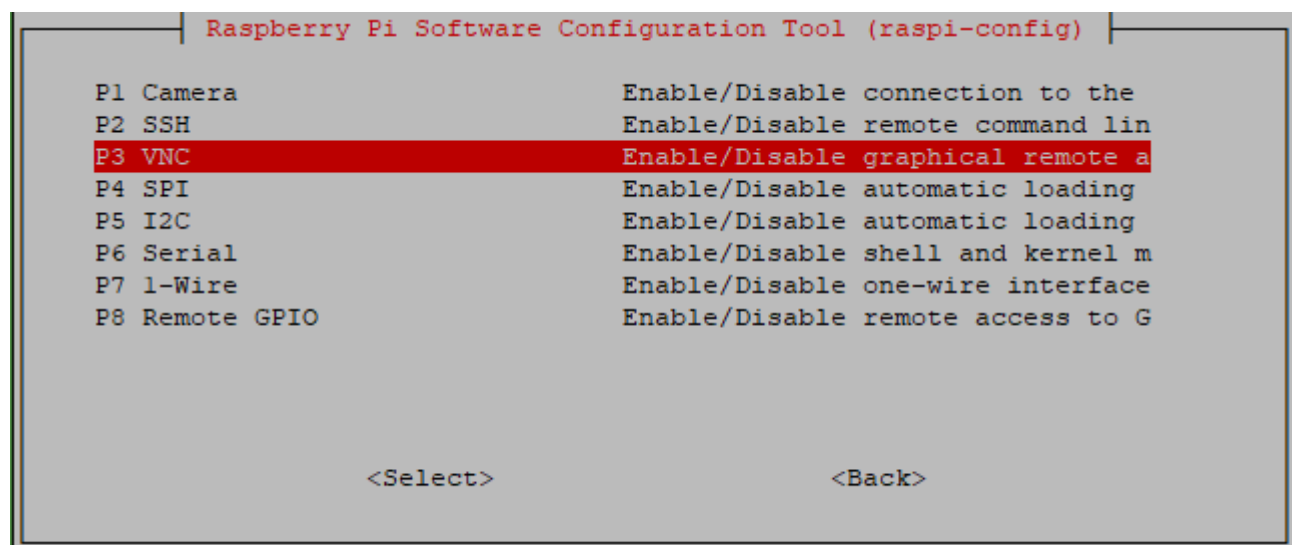 Raspberry Pi Software Configuration Tool (raspi-config)
P1 Camera Enable/Disable connection to the
P2 SSH Enable/Disable remote command lin
P3 VNC Enable/Disable graphical remote a
P4 SPI Enable/Disable automatic loading
P5 I2C Enable/Disable automatic loading
P6 Serial Enable/Disable shell and kernel m
P7 1-Wire Enable/Disable one-wire interface
P8 Remote GPIO Enable/Disable remote access to G
<Select> <Back>